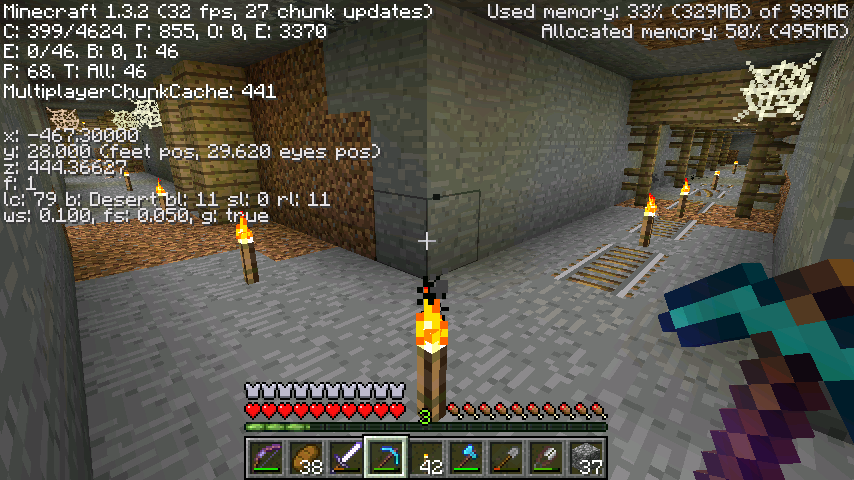 Minecraft 1.3.2 (32 fps, 27 chunk updates)
C: 399/4624. F: 855, O: 0, E: 3370
E: 0/46. B: 0, I: 46
P: 68. T: All: 46
MultiplayerChunkCache: 441
x: -467.30000
y: 28.000 (feet pos, 29.620 eyes pos)
z: 444.36627
f: 1
lc: 79 b: Desert bl: 11 sl: 0 rl: 11
ws: 0.100, fs: 0.050, g: true
Used memory: 33% (329MB) of 989MB
Allocated memory: 50% (495MB)
3
38
42
37